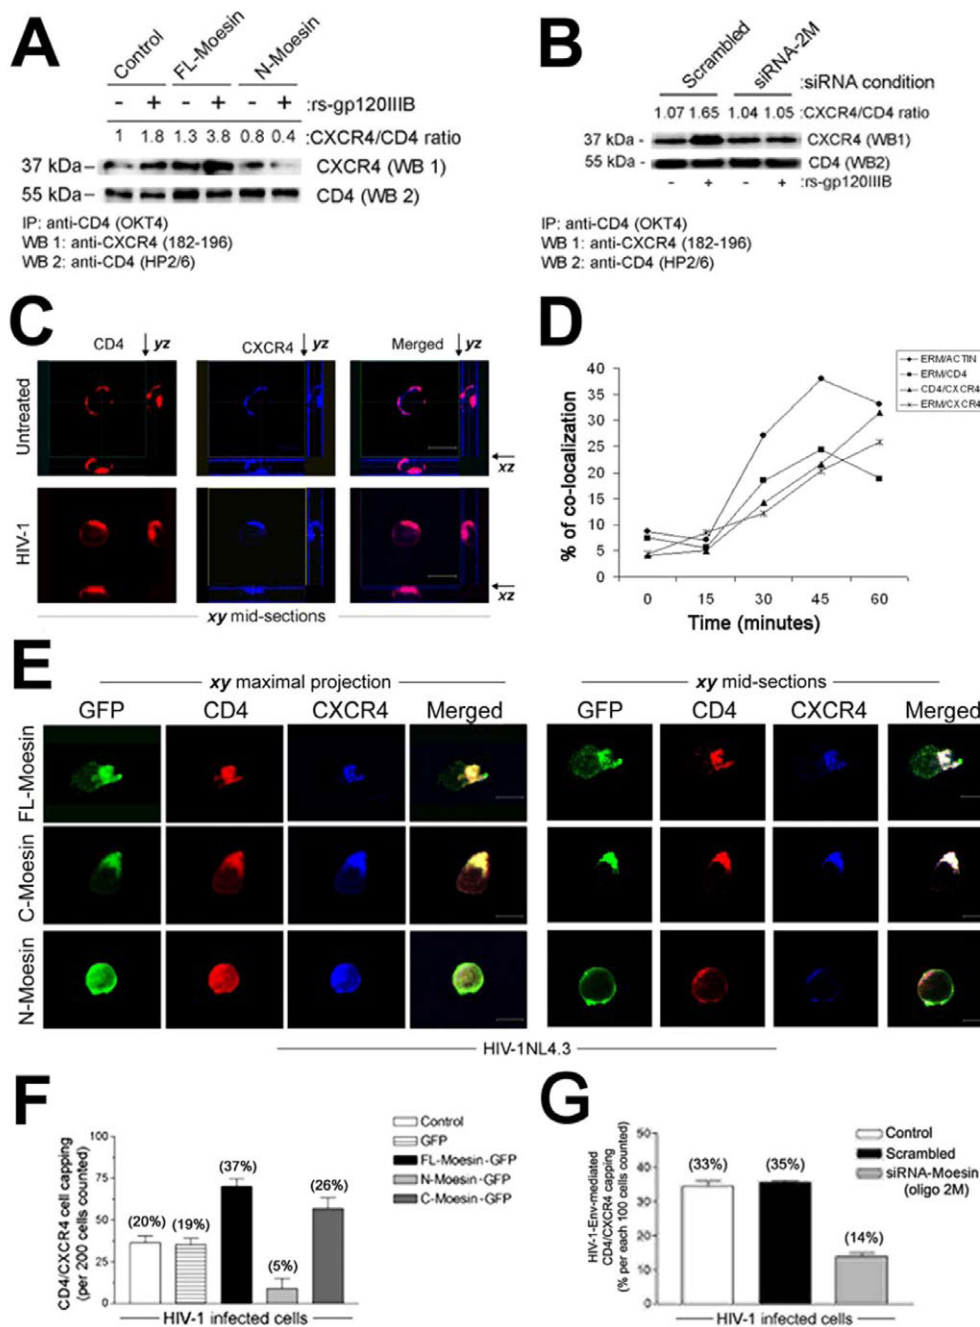 A
Control
FL-Moesin
N-Moesin
- + - + - + :rs-gp120IIIB
1 1.8 1.3 3.8 0.8 0.4 :CXCR4/CD4 ratio
37 kDa– CXCR4 (WB 1)
55 kDa– CD4 (WB 2)
IP: anti-CD4 (OKT4)
WB 1: anti-CXCR4 (182-196)
WB 2: anti-CD4 (HP2/6)
B
Scrambled
siRNA-2M
:siRNA condition
1.07 1.65 1.04 1.05 :CXCR4/CD4 ratio
37 kDa - CXCR4 (WB1)
55 kDa - CD4 (WB2)
- + - + :rs-gp120IIIB
IP: anti-CD4 (OKT4)
WB 1: anti-CXCR4 (182-196)
WB 2: anti-CD4 (HP2/6)
C
CD4 ↓ yz CXCR4 ↓ yz Merged ↓ yz
Untreated
← xz
HIV-1
← xz
xy mid-sections
D
ERM/ACTIN
ERM/CD4
CD4/CXCR4
ERM/CXCR4
% of co-localization
40
35
30
25
20
15
10
5
0
0 15 30 45 60
Time (minutes)
E
xy maximal projection
xy mid-sections
GFP CD4 CXCR4 Merged GFP CD4 CXCR4 Merged
FL-Moesin
C-Moesin
N-Moesin
HIV-1NL4.3
F
CD4/CXCR4 cell capping
(per 200 cells counted)
100
75
50
25
0
(20%) (19%) (37%) (5%) (26%)
Control
GFP
FL-Moesin-GFP
N-Moesin-GFP
C-Moesin-GFP
HIV-1 infected cells
G
HIV-1-Env-mediated
CD4/CXCR4 capping
(% per each 100 cells counted)
50
40
30
20
10
0
(33%) (35%) (14%)
Control
Scrambled
siRNA-Moesin
(oligo 2M)
HIV-1 infected cells